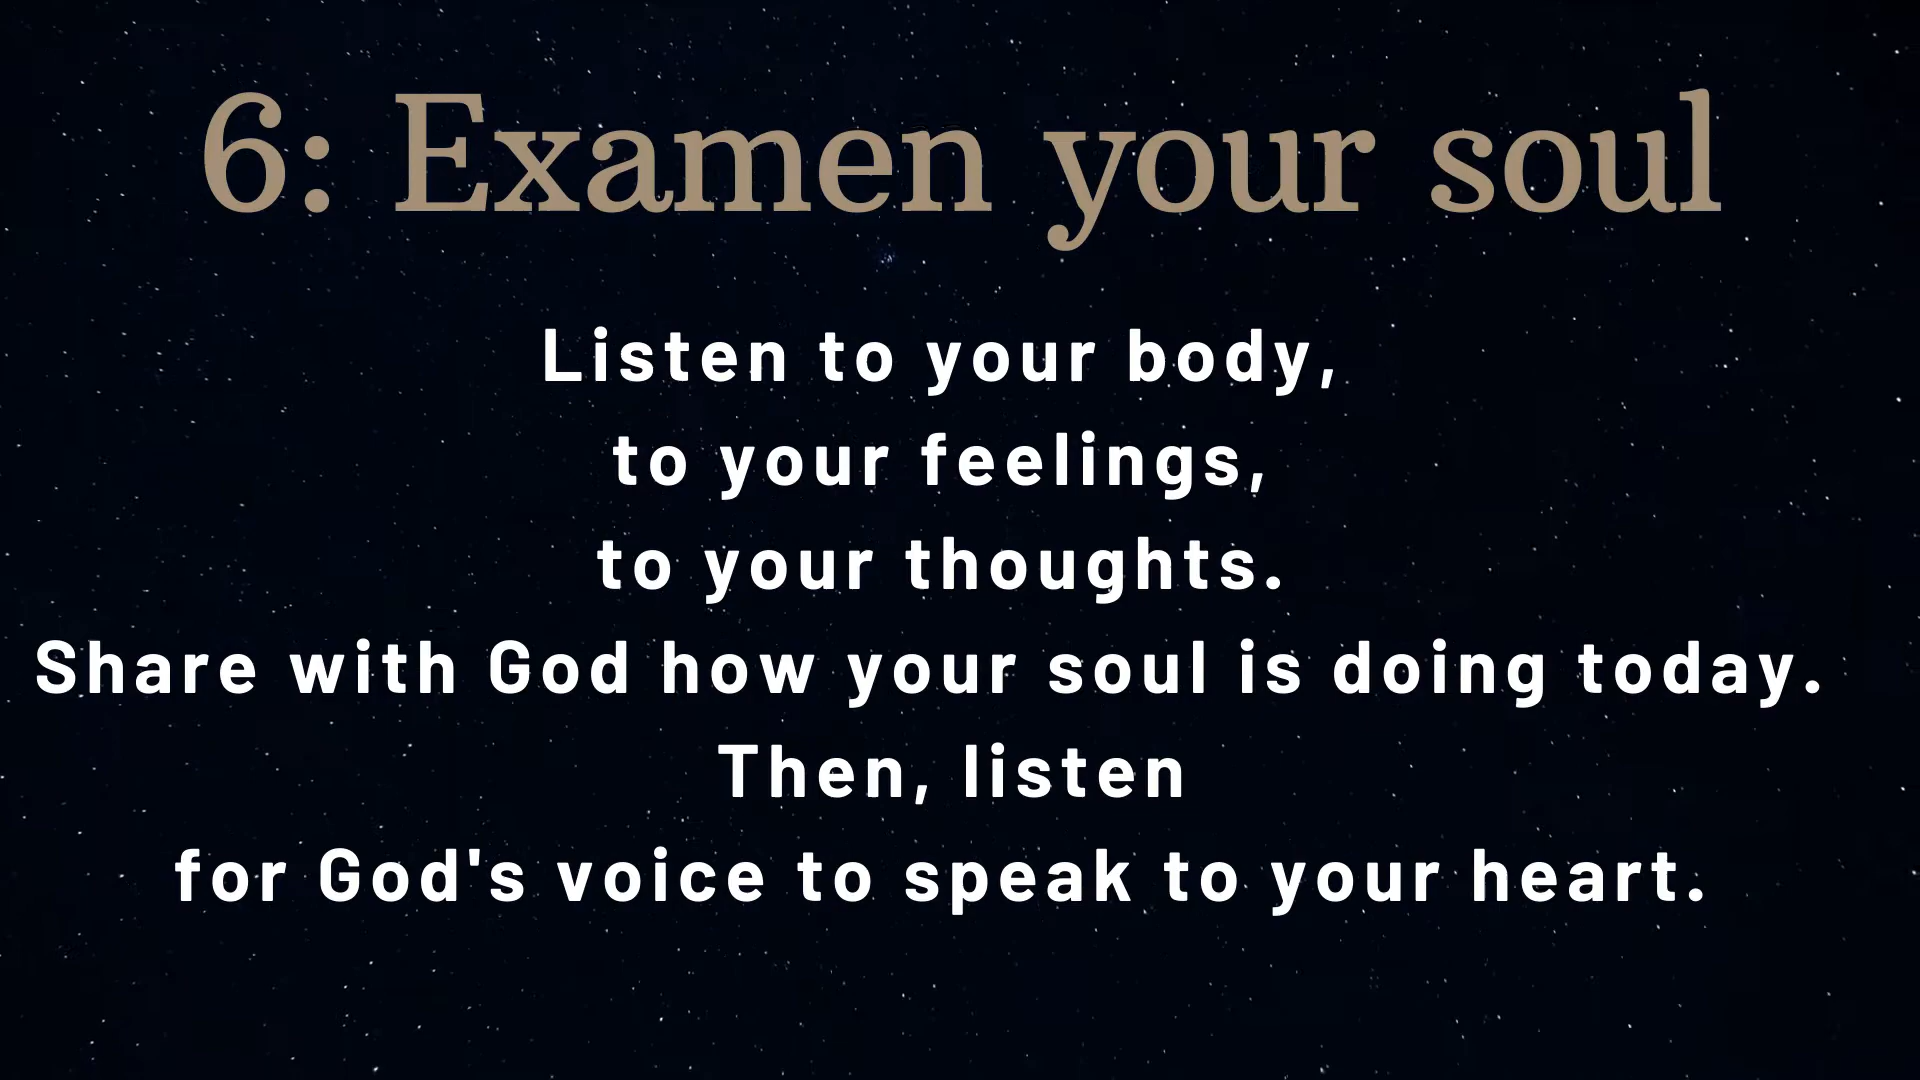 6: Examen your soul
Listen to your body,
to your feelings,
to your thoughts.
Share with God how your soul is doing today.
Then, listen
for God's voice to speak to your heart.